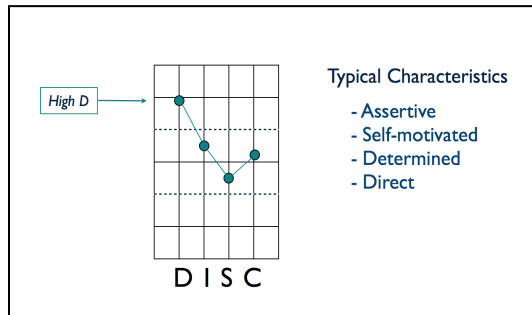 High D
Typical Characteristics
- Assertive
- Self-motivated
- Determined
- Direct
D I S C